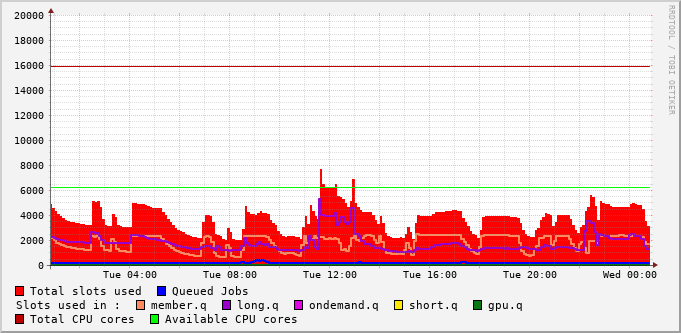 20000
18000
16000
14000
12000
10000
8000
6000
4000
2000
0
Tue 04:00 Tue 08:00 Tue 12:00 Tue 16:00 Tue 20:00 Wed 00:00
RRDTOOL / TOBI OETIKER
Total slots used Queued Jobs
Slots used in : member.q long.q ondemand.q short.q gpu.q
Total CPU cores Available CPU cores